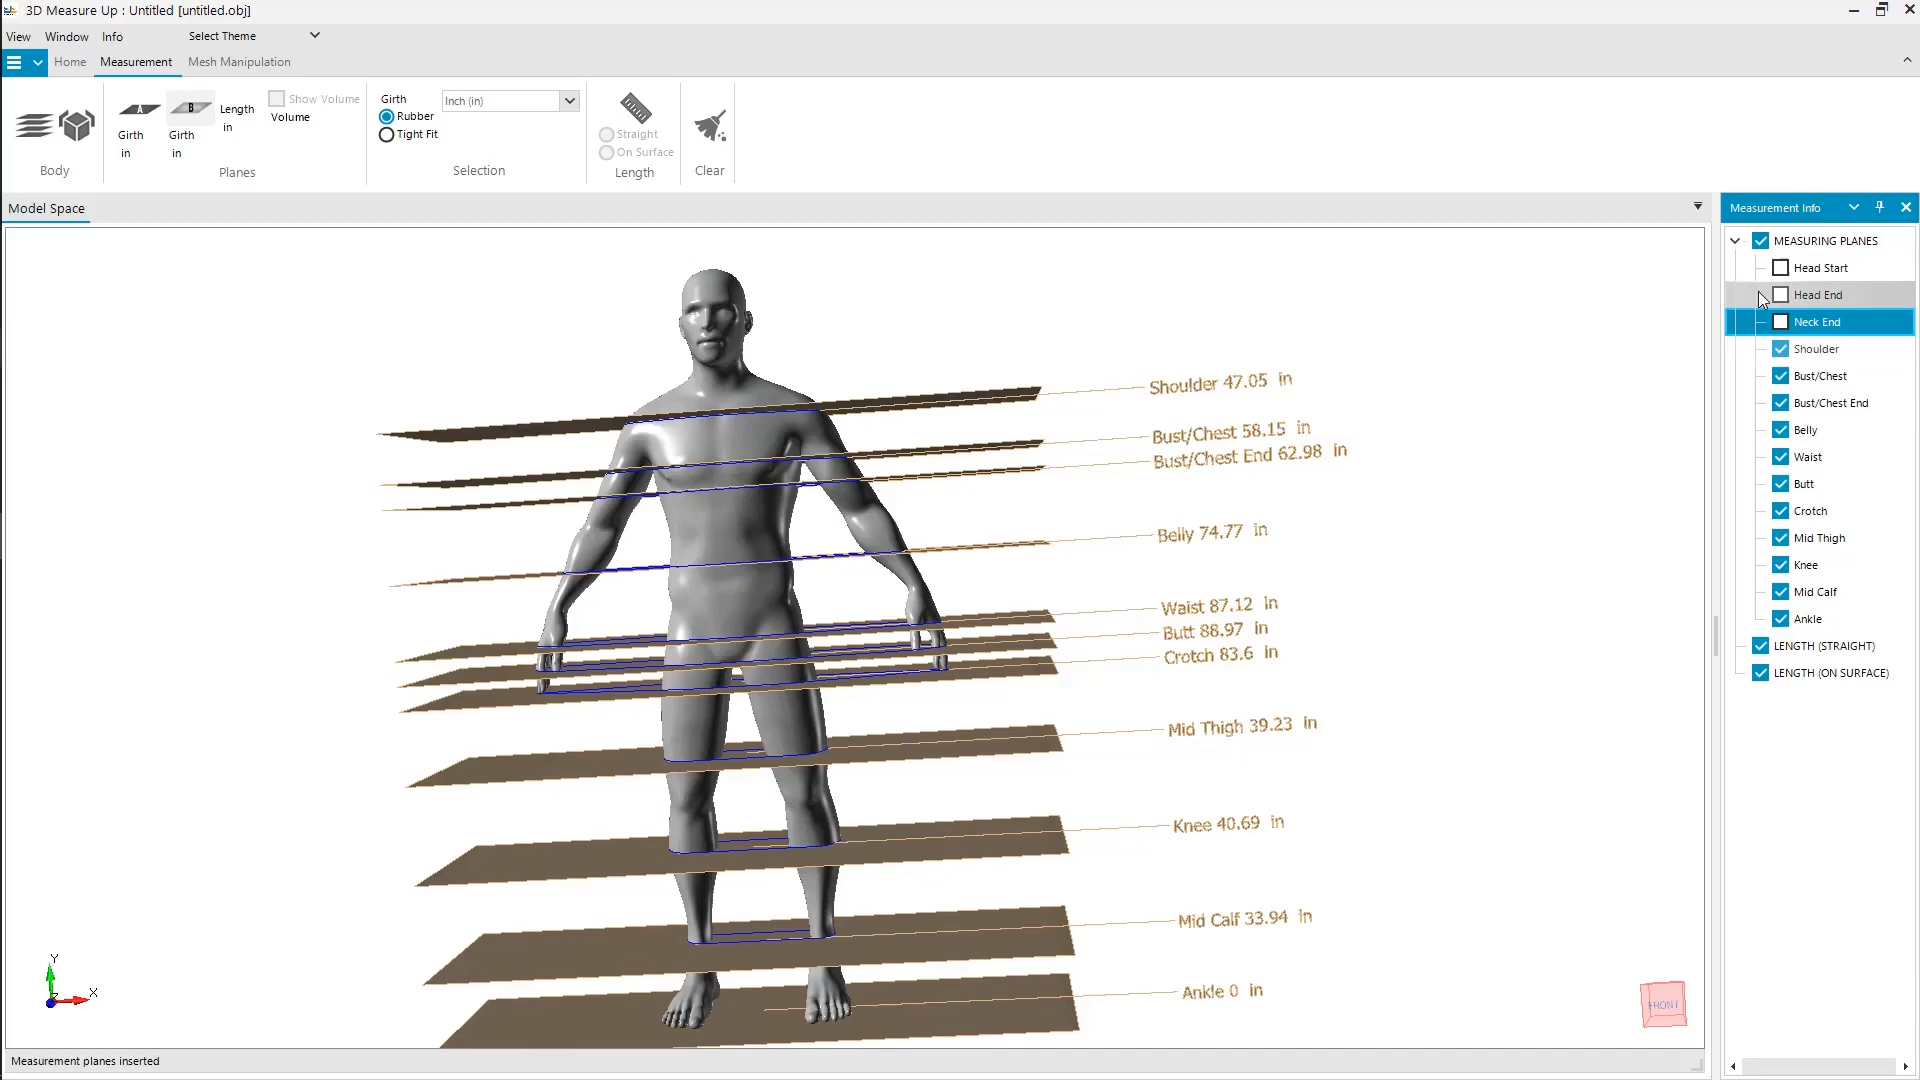 3D Measure Up : Untitled [untitled.obj]
View Window Info Select Theme
Home Measurement Mesh Manipulation
A
Girth
in
B
Girth
in
Length
in
Show Volume
Volume
Girth
Rubber
Tight Fit
Inch (in)
Straight
On Surface
Body
Planes
Selection
Length
Clear
Model Space
Measurement Info
MEASURING PLANES
Head Start
Head End
Neck End
Shoulder
Bust/Chest
Bust/Chest End
Belly
Waist
Butt
Crotch
Mid Thigh
Knee
Mid Calf
Ankle
LENGTH (STRAIGHT)
LENGTH (ON SURFACE)
Shoulder 47.05 in
Bust/Chest 58.15 in
Bust/Chest End 62.98 in
Belly 74.77 in
Waist 87.12 in
Butt 88.97 in
Crotch 83.6 in
Mid Thigh 39.23 in
Knee 40.69 in
Mid Calf 33.94 in
Ankle 0 in
Y
X
FRONT
Measurement planes inserted